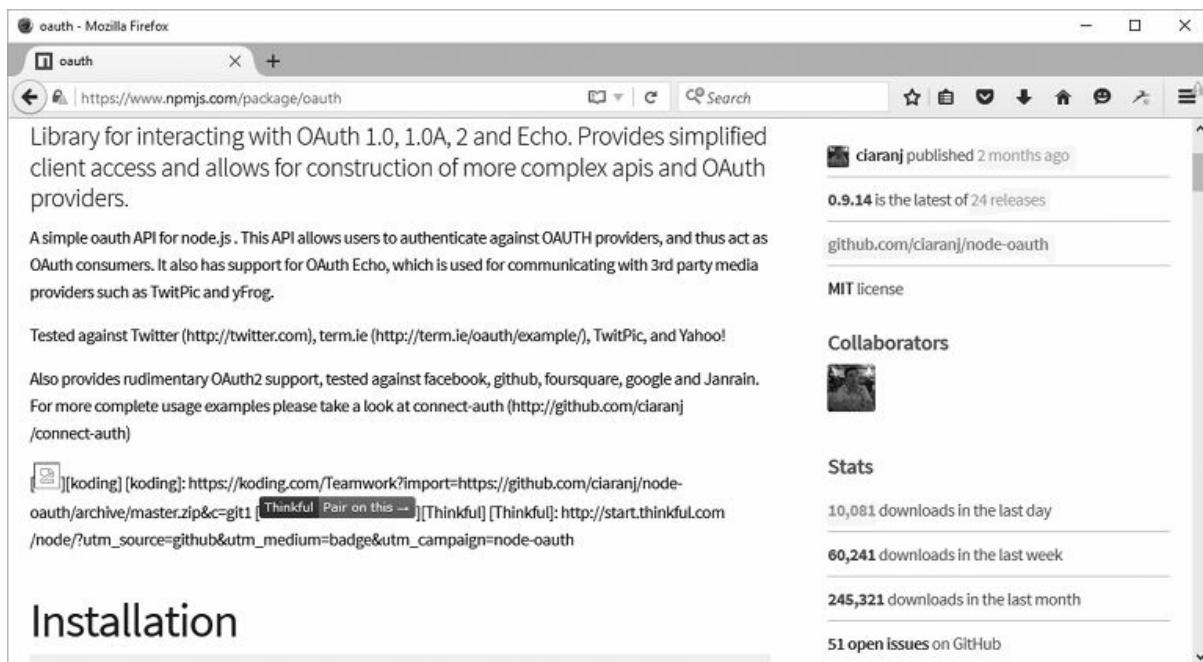 oauth - Mozilla Firefox
oauth
https://www.npmjs.com/package/oauth
Search
Library for interacting with OAuth 1.0, 1.0A, 2 and Echo. Provides simplified
client access and allows for construction of more complex apis and OAuth
providers.
A simple oauth API for node.js . This API allows users to authenticate against OAUTH providers, and thus act as
OAuth consumers. It also has support for OAuth Echo, which is used for communicating with 3rd party media
providers such as TwitPic and yFrog.
Tested against Twitter (http://twitter.com), term.ie (http://term.ie/oauth/example/), TwitPic, and Yahoo!
Also provides rudimentary OAuth2 support, tested against facebook, github, foursquare, google and Janrain.
For more complete usage examples please take a look at connect-auth (http://github.com/ciaranj
/connect-auth)
[][koding] [koding]: https://koding.com/Teamwork?import=https://github.com/ciaranj/node-
oauth/archive/master.zip&c=git1 [Thinkful Pair on this →][Thinkful] [Thinkful]: http://start.thinkful.com
/node/?utm_source=github&utm_medium=badge&utm_campaign=node-oauth
Installation
ciaranj published 2 months ago
0.9.14 is the latest of 24 releases
github.com/ciaranj/node-oauth
MIT license
Collaborators
Stats
10,081 downloads in the last day
60,241 downloads in the last week
245,321 downloads in the last month
51 open issues on GitHub